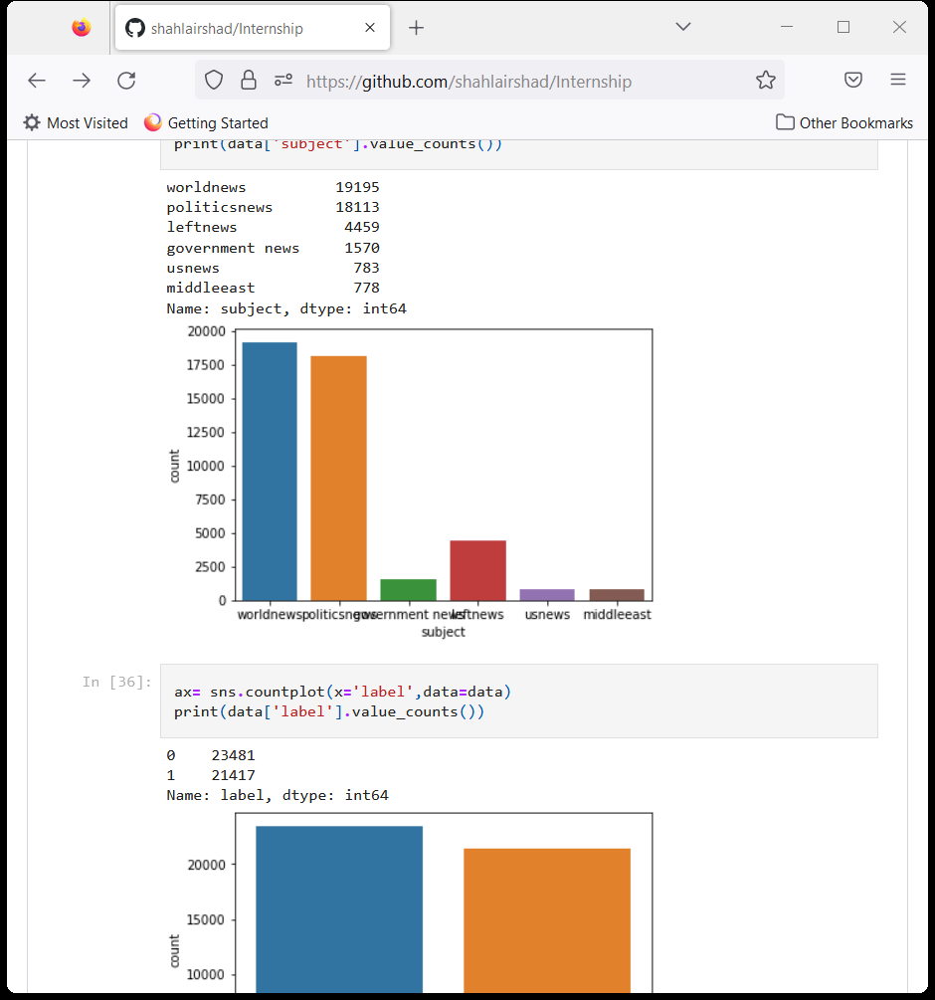 shahlairshad/Internship
https://github.com/shahlairshad/Internship
Most Visited Getting Started Other Bookmarks
print(data['subject'].value_counts())
worldnews 19195
politicsnews 18113
leftnews 4459
government news 1570
usnews 783
middleeast 778
Name: subject, dtype: int64
20000
17500
15000
12500
10000
7500
5000
2500
0
count
worldnews politicsnews government news leftnews usnews middleeast
subject
In [36]:
ax= sns.countplot(x='label',data=data)
print(data['label'].value_counts())
0 23481
1 21417
Name: label, dtype: int64
20000
15000
10000
count